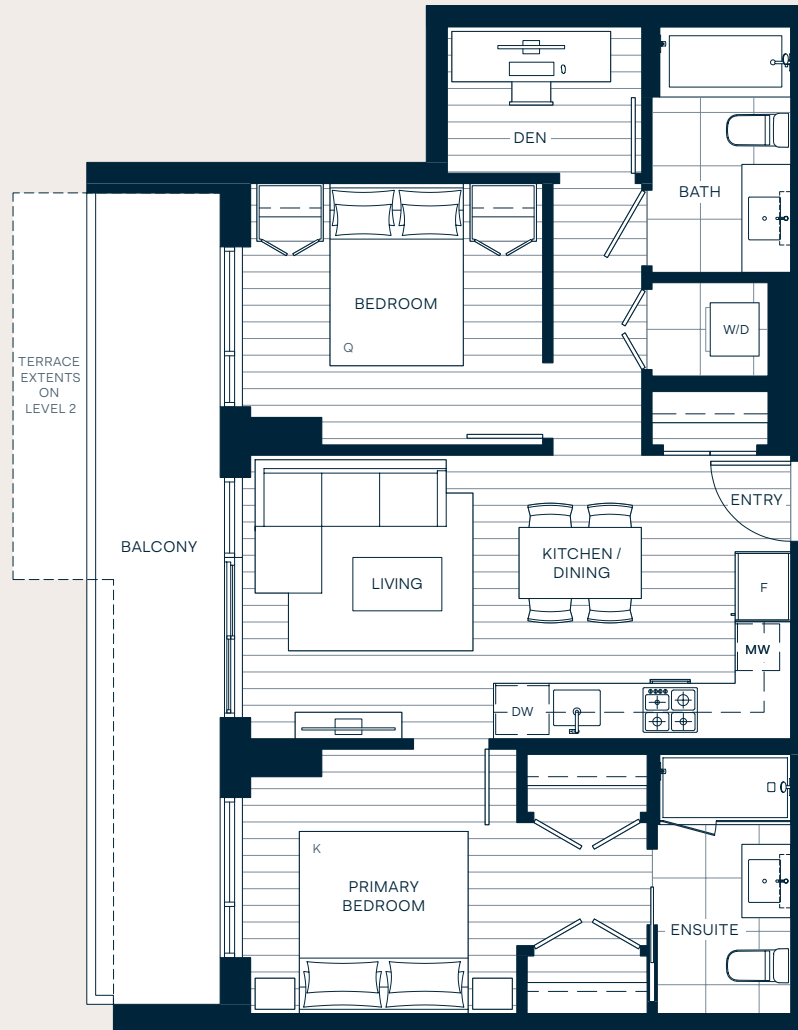 DEN
BATH
BEDROOM
Q
W/D
TERRACE
EXTENTS
ON
LEVEL 2
ENTRY
BALCONY
LIVING
KITCHEN /
DINING
F
MW
DW
K
PRIMARY
BEDROOM
ENSUITE